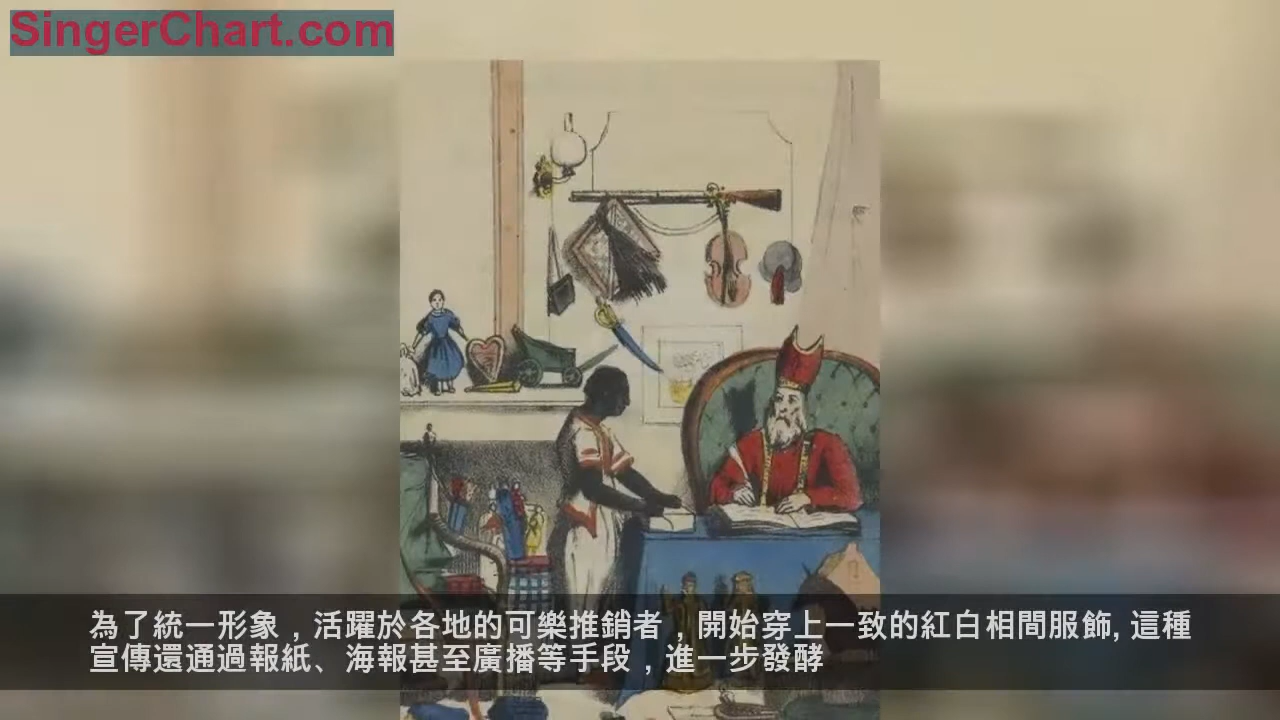 SingerChart.com
為了統一形象，活躍於各地的可樂推銷者，開始穿上一致的紅白相間服飾, 這種
宣傳還通過報紙、海報甚至廣播等手段，進一步發酵